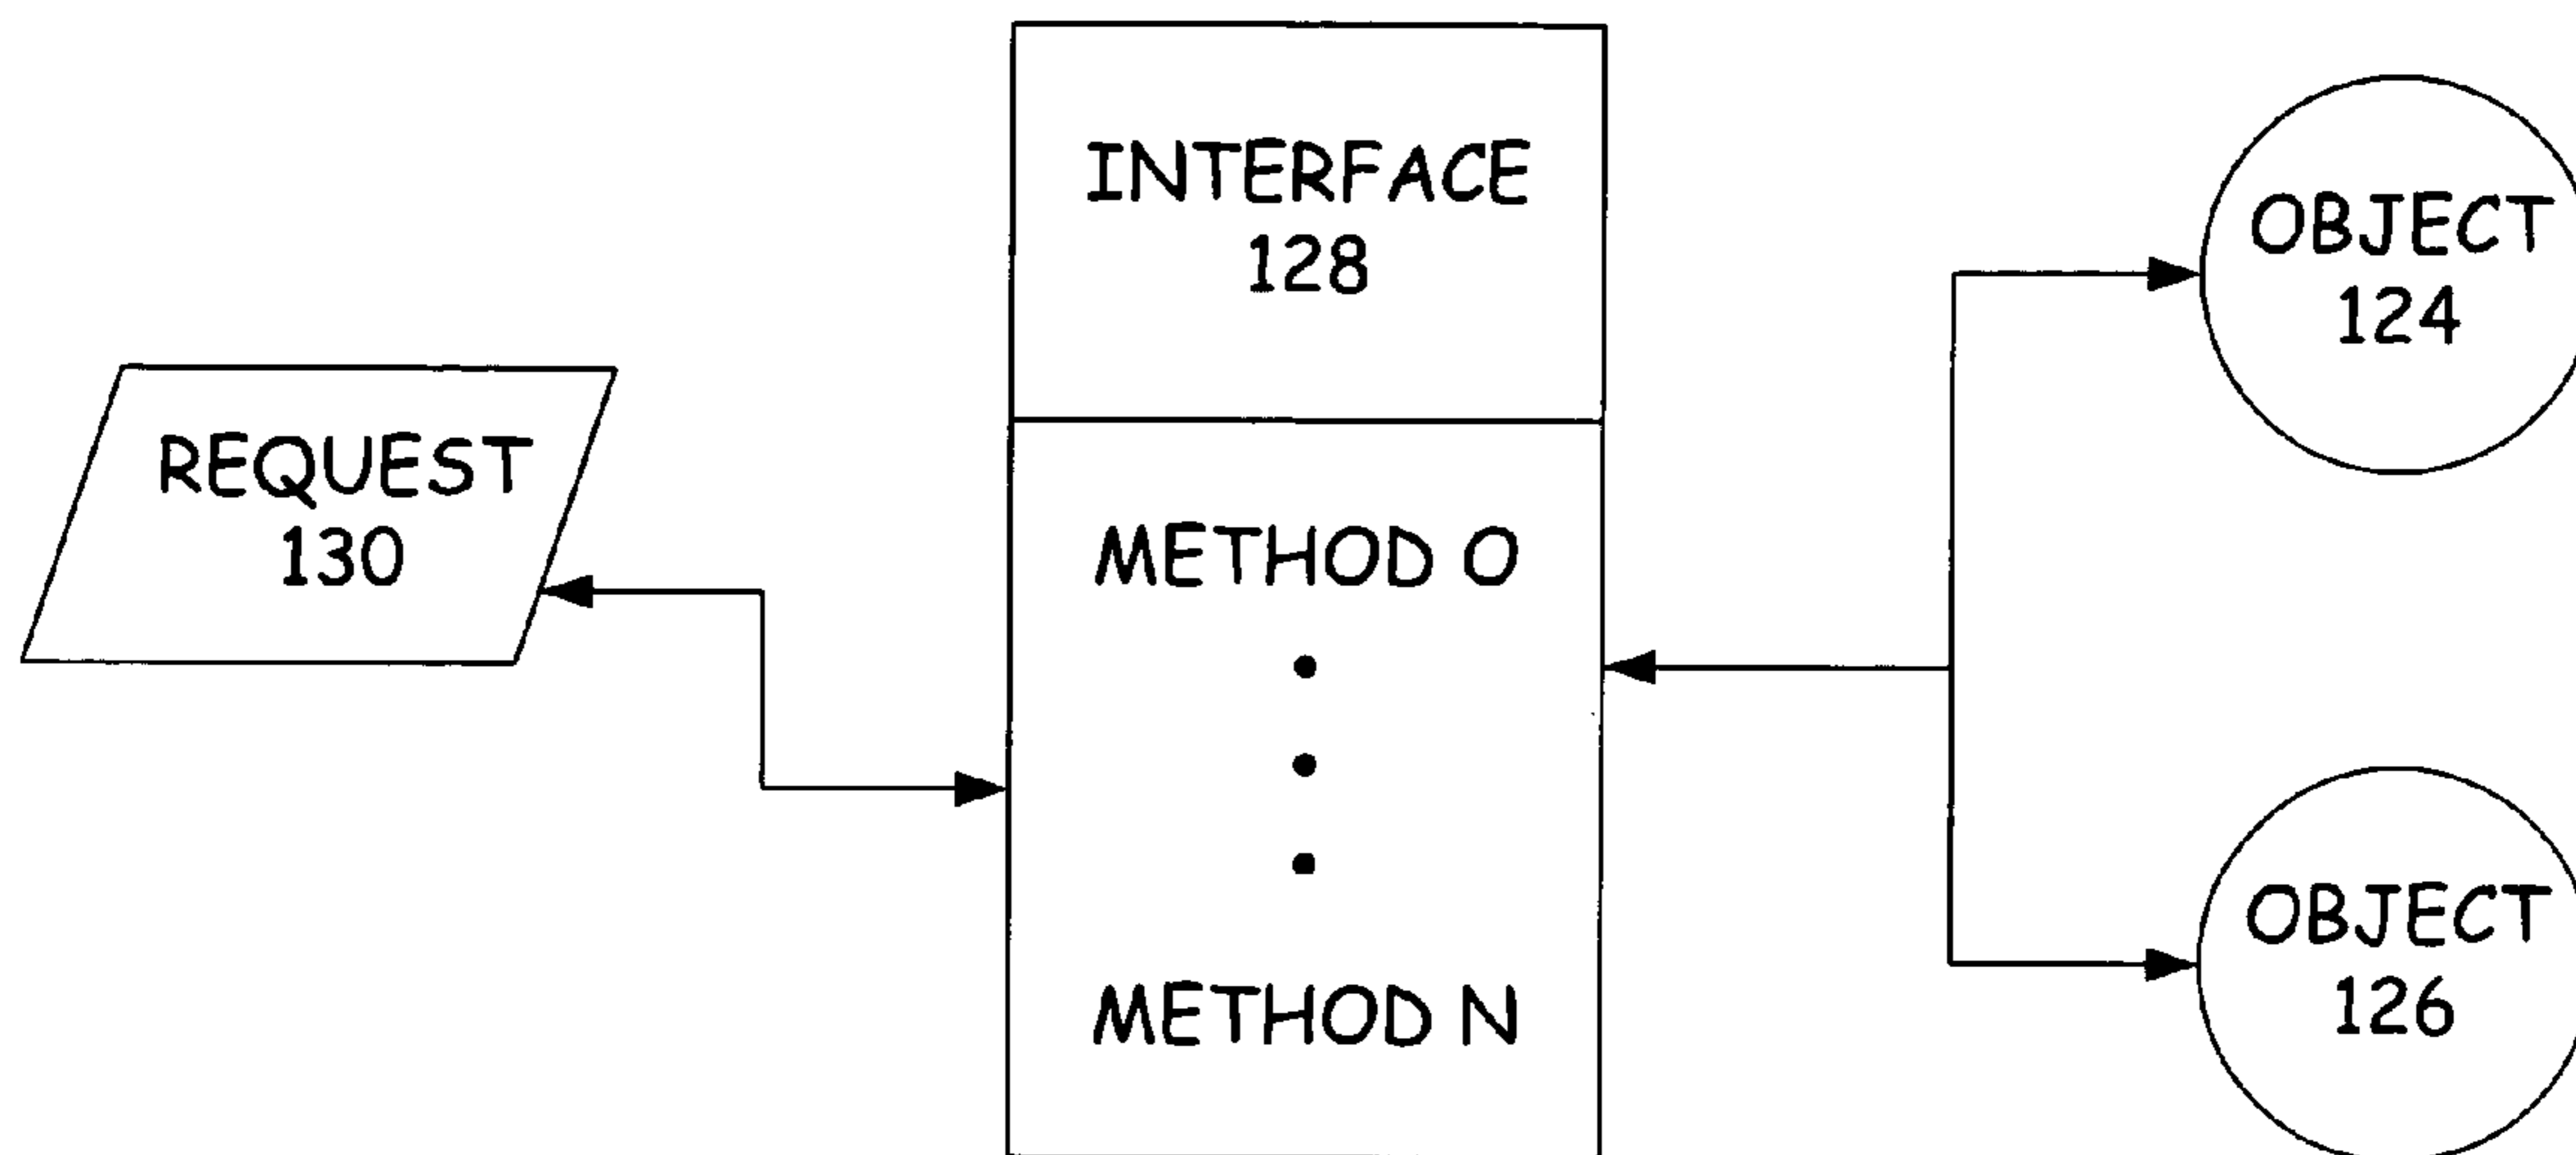 REQUEST
130
INTERFACE
128
METHOD 0
METHOD N
OBJECT
124
OBJECT
126